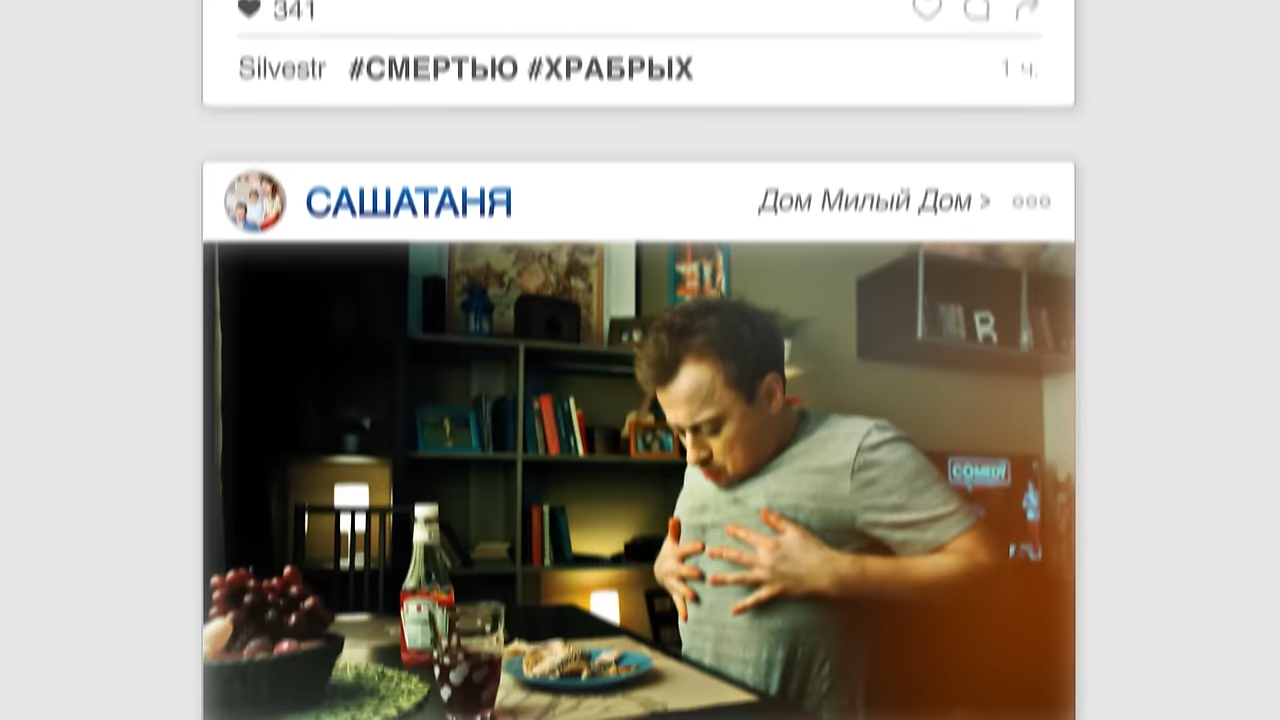 341
Silvestr #СМЕРТЬЮ #ХРАБРЫХ 1 ч.
САШАТАНЯ Дом Милый Дом >
R
COMEDY